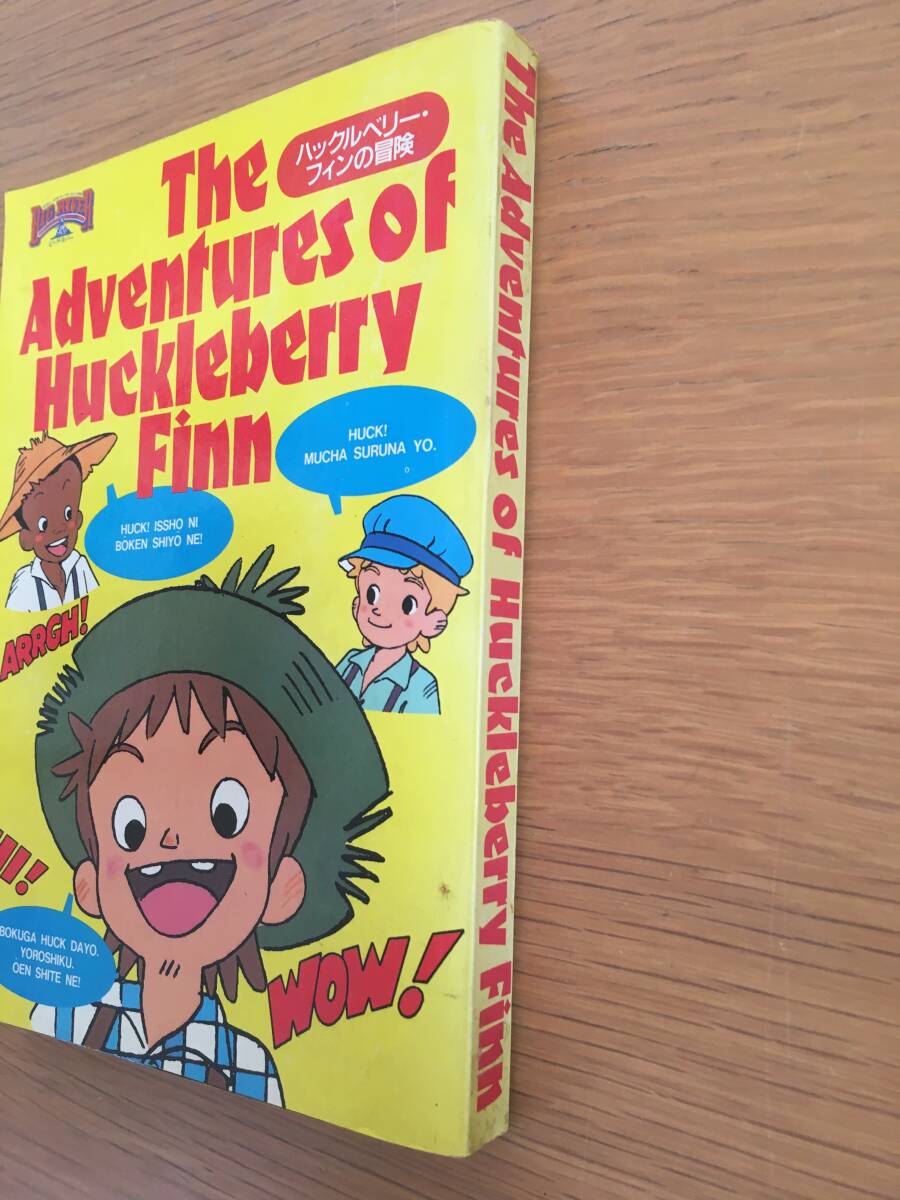 ハックルベリー・
フィンの冒険
BIG RIVER
The
Adventures of
Huckleberry
Finn
HUCK!
MUCHA SURUNA YO.
HUCK! ISSHO NI
BOKEN SHIYO NE!
ARRGH!
BOKUGA HUCK DAYO.
YOROSHIKU.
OEN SHITE NE!
WOW!
The Adventures of Huckleberry Finn